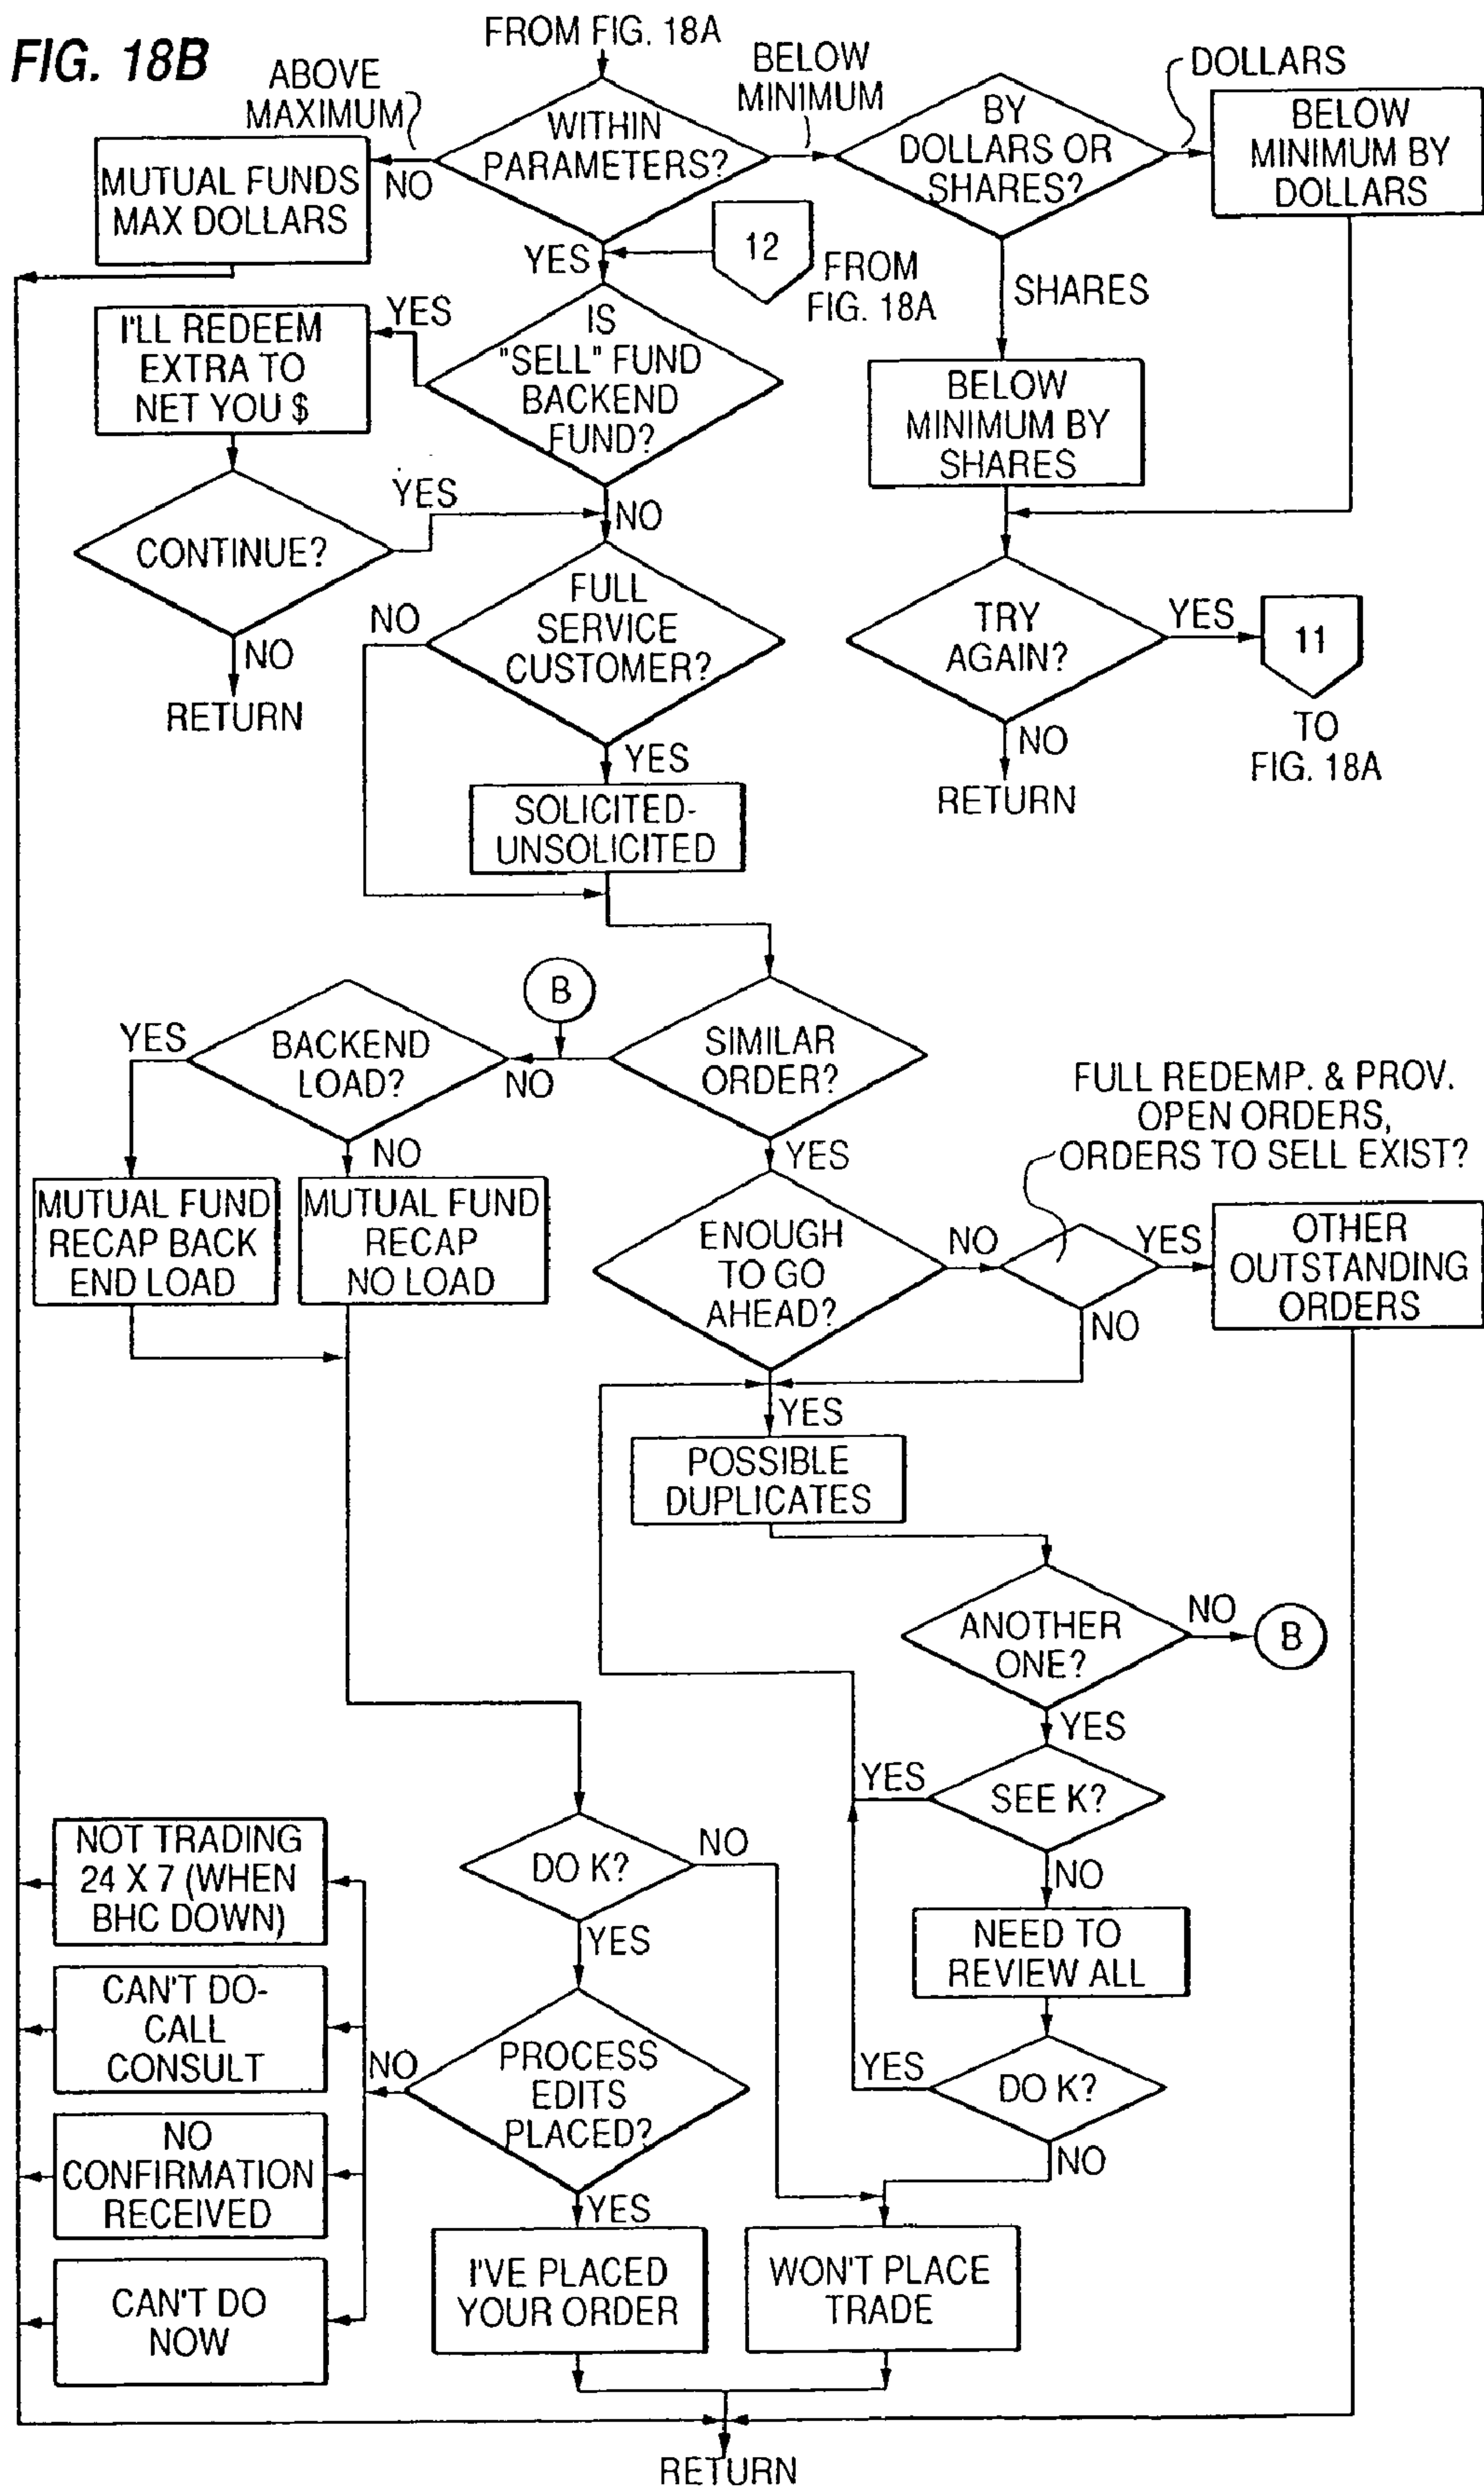 FIG. 18B
FROM FIG. 18A
ABOVE
MAXIMUM
BELOW
MINIMUM
DOLLARS
WITHIN
PARAMETERS?
BY
DOLLARS OR
SHARES?
BELOW
MINIMUM BY
DOLLARS
MUTUAL FUNDS
MAX DOLLARS
NO
YES
12
FROM
FIG. 18A
SHARES
I'LL REDEEM
EXTRA TO
NET YOU $
YES
IS
"SELL" FUND
BACKEND
FUND?
BELOW
MINIMUM BY
SHARES
YES
NO
CONTINUE?
NO
RETURN
NO
FULL
SERVICE
CUSTOMER?
YES
TRY
AGAIN?
YES
11
TO
FIG. 18A
NO
RETURN
SOLICITED-
UNSOLICITED
B
YES
BACKEND
LOAD?
NO
NO
SIMILAR
ORDER?
YES
FULL REDEMP. & PROV.
OPEN ORDERS,
ORDERS TO SELL EXIST?
MUTUAL FUND
RECAP BACK
END LOAD
MUTUAL FUND
RECAP
NO LOAD
ENOUGH
TO GO
AHEAD?
NO
YES
OTHER
OUTSTANDING
ORDERS
NO
YES
POSSIBLE
DUPLICATES
ANOTHER
ONE?
NO
B
YES
YES
SEE K?
NO
NOT TRADING
24 X 7 (WHEN
BHC DOWN)
DO K?
NO
YES
NEED TO
REVIEW ALL
CAN'T DO-
CALL
CONSULT
NO
PROCESS
EDITS
PLACED?
YES
YES
DO K?
NO
NO
CONFIRMATION
RECEIVED
CAN'T DO
NOW
I'VE PLACED
YOUR ORDER
WON'T PLACE
TRADE
RETURN